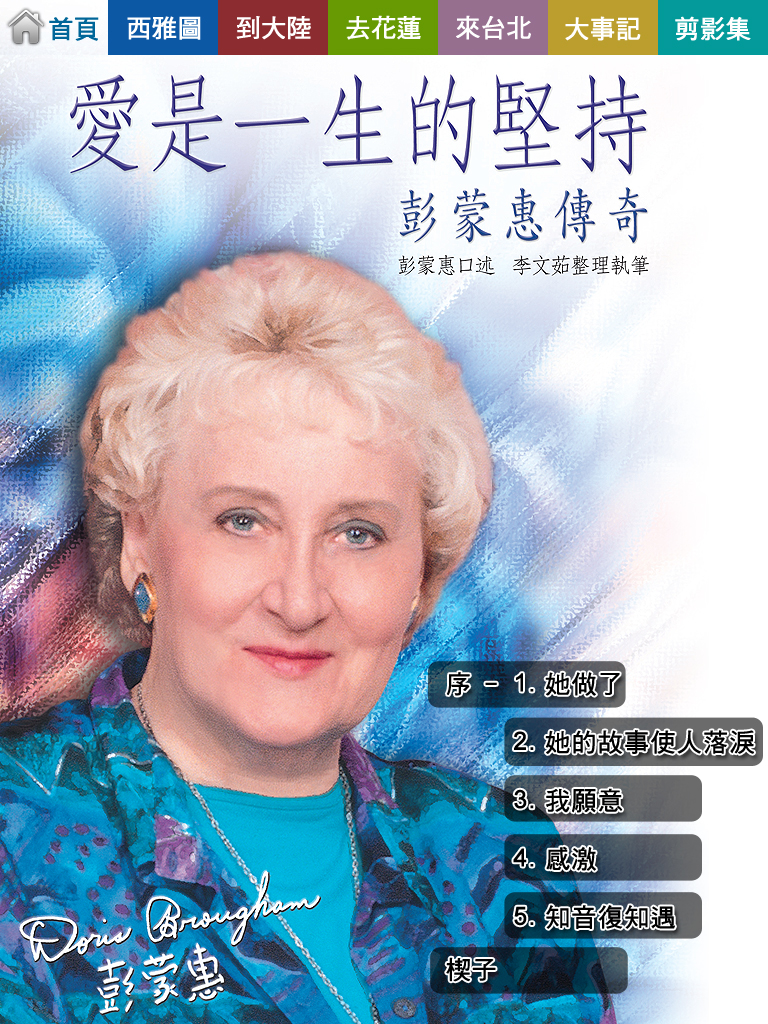 首頁 西雅圖 到大陸 去花蓮 來台北 大事記 剪影集
愛是一生的堅持
彭蒙惠傳奇
彭蒙惠口述 李文茹整理執筆
序 - 1. 她做了
2. 她的故事使人落淚
3. 我願意
4. 感激
5. 知音復知遇
楔子
Doris Brougham
彭蒙惠